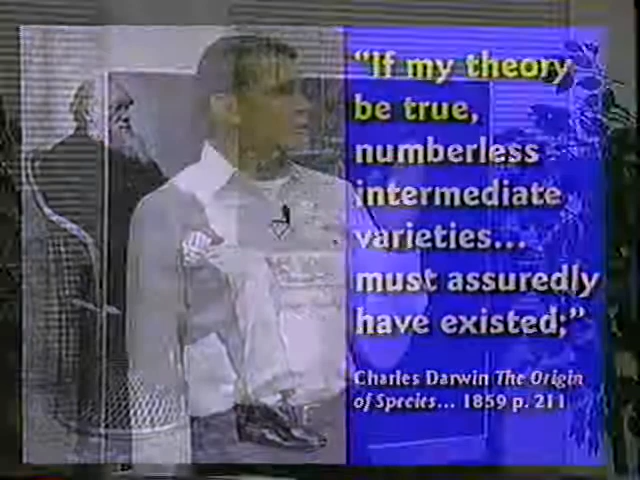 “If my theory
be true,
numberless
intermediate
varieties...
must assuredly
have existed;”
Charles Darwin The Origin
of Species... 1859 p. 211